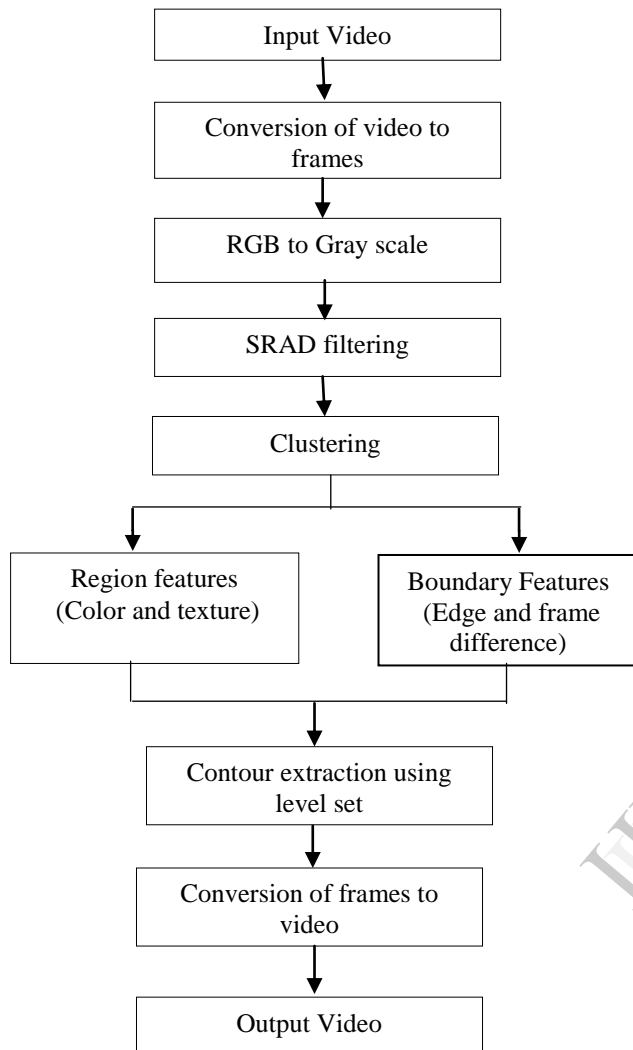 Input Video
Conversion of video to
frames
RGB to Gray scale
SRAD filtering
Clustering
Region features
(Color and texture)
Boundary Features
(Edge and frame
difference)
Contour extraction using
level set
Conversion of frames to
video
Output Video